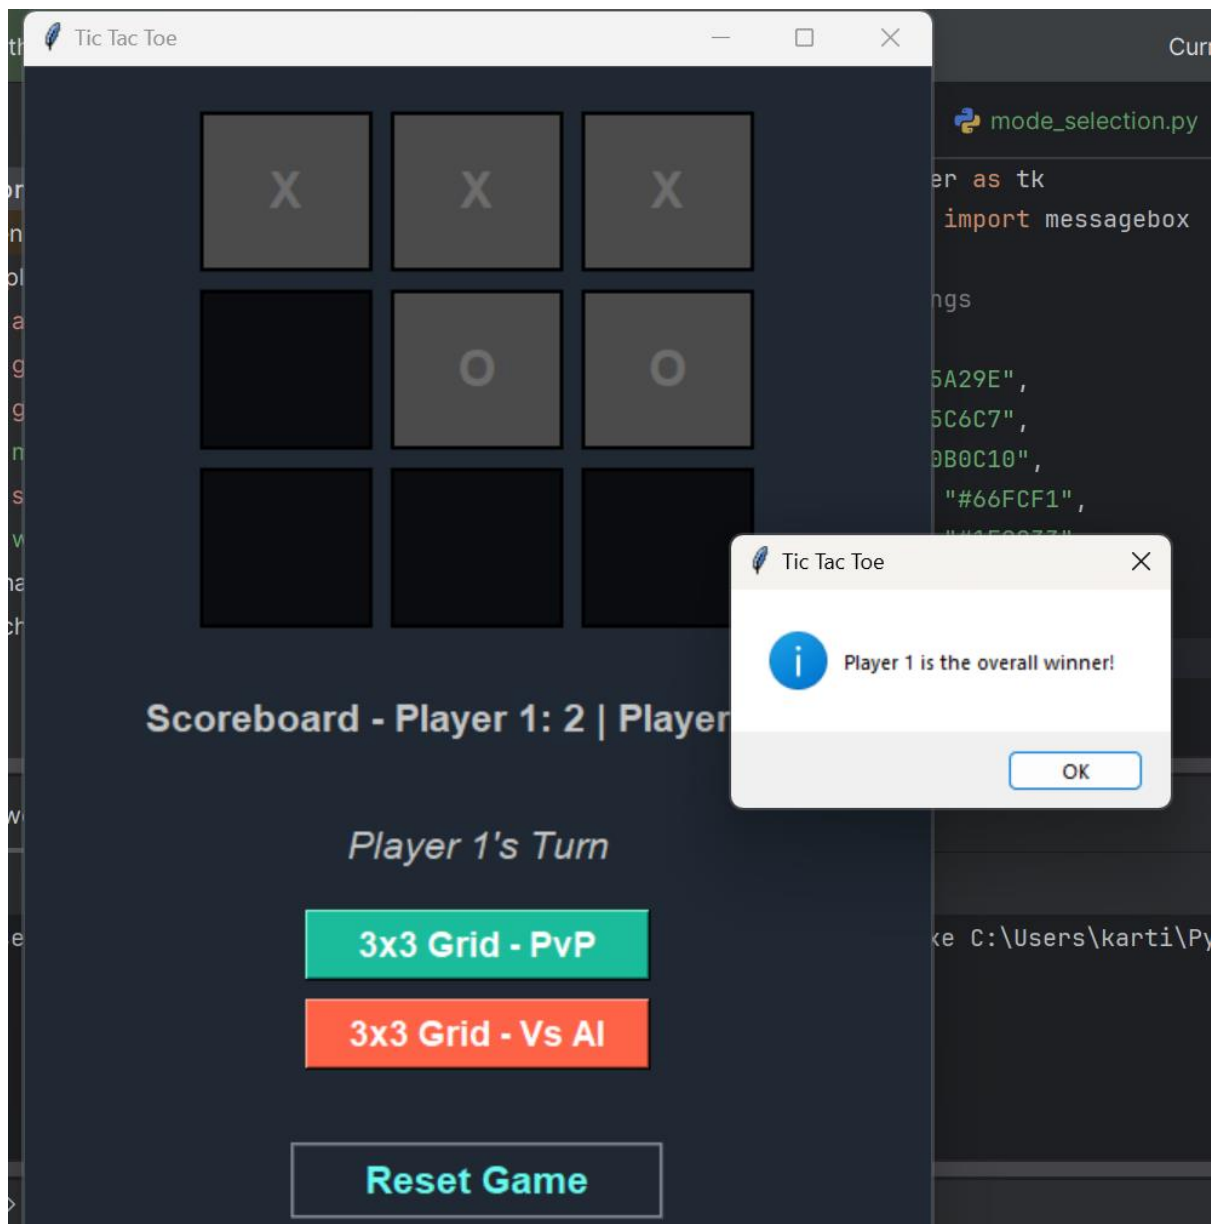 Tic Tac Toe
Curr
mode_selection.py
X X X
er as tk
import messagebox
ngs
O O
5A29E",
5C6C7",
0B0C10",
"#66FCF1",
Tic Tac Toe
Player 1 is the overall winner!
OK
Scoreboard - Player 1: 2 | Player
Player 1's Turn
3x3 Grid - PvP
xe C:\Users\karti\Py
3x3 Grid - Vs AI
Reset Game